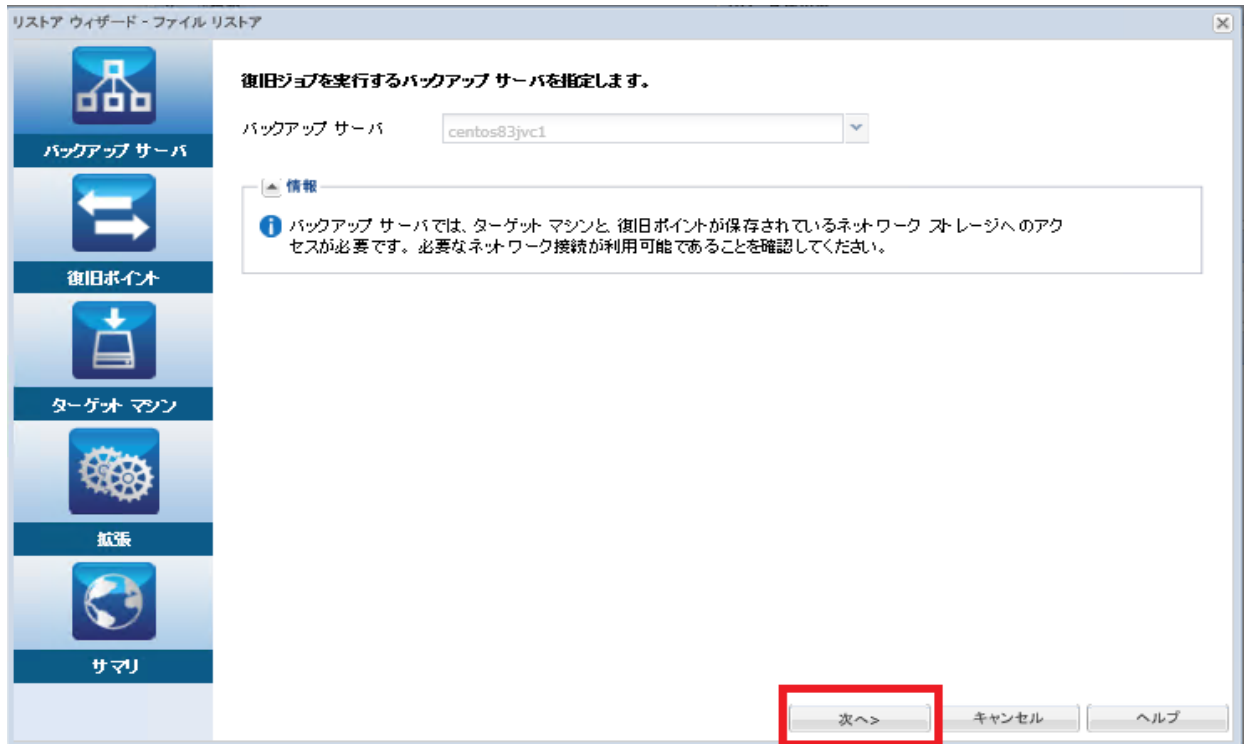 リストア ウィザード - ファイル リストア
バックアップ サーバ
復旧ポイント
ターゲット マシン
拡張
サマリ
復旧ジョブを実行するバックアップ サーバを指定します。
バックアップ サーバ centos83jvc1
情報
バックアップ サーバでは、ターゲット マシンと、復旧ポイントが保存されているネットワーク ストレージへのアク
セスが必要です。必要なネットワーク接続が利用可能であることを確認してください。
次へ> キャンセル ヘルプ